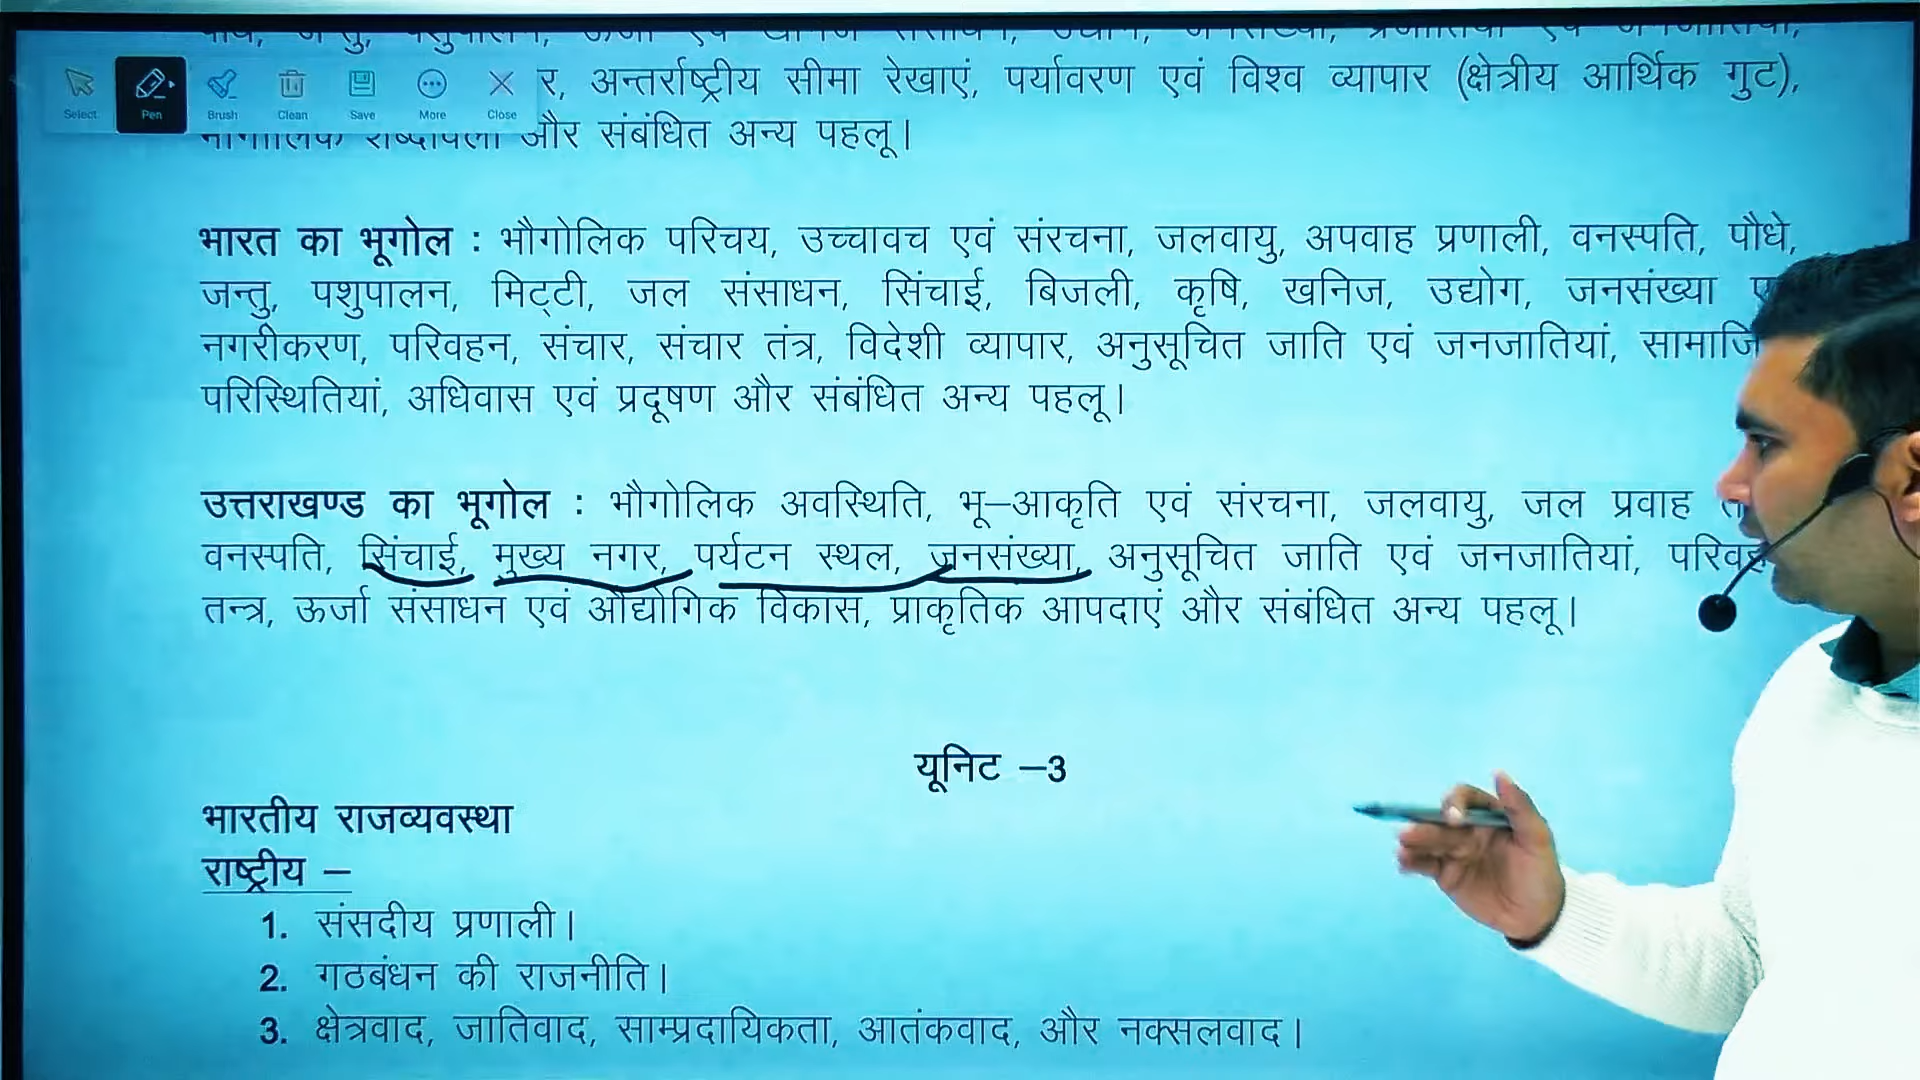 Select Pen Brush Clean Save More Close
र, अन्तर्राष्ट्रीय सीमा रेखाएं, पर्यावरण एवं विश्व व्यापार (क्षेत्रीय आर्थिक गुट),
और संबंधित अन्य पहलू।
भारत का भूगोल : भौगोलिक परिचय, उच्चावच एवं संरचना, जलवायु, अपवाह प्रणाली, वनस्पति, पौधे,
जन्तु, पशुपालन, मिट्टी, जल संसाधन, सिंचाई, बिजली, कृषि, खनिज, उद्योग, जनसंख्या
नगरीकरण, परिवहन, संचार, संचार तंत्र, विदेशी व्यापार, अनुसूचित जाति एवं जनजातियां, सामाजि
परिस्थितियां, अधिवास एवं प्रदूषण और संबंधित अन्य पहलू।
उत्तराखण्ड का भूगोल : भौगोलिक अवस्थिति, भू–आकृति एवं संरचना, जलवायु, जल प्रवाह
वनस्पति, सिंचाई, मुख्य नगर, पर्यटन स्थल, जनसंख्या, अनुसूचित जाति एवं जनजातियां, परिवह
तन्त्र, ऊर्जा संसाधन एवं औद्योगिक विकास, प्राकृतिक आपदाएं और संबंधित अन्य पहलू।
यूनिट –3
भारतीय राजव्यवस्था
राष्ट्रीय –
1. संसदीय प्रणाली।
2. गठबंधन की राजनीति।
3. क्षेत्रवाद, जातिवाद, साम्प्रदायिकता, आतंकवाद, और नक्सलवाद।